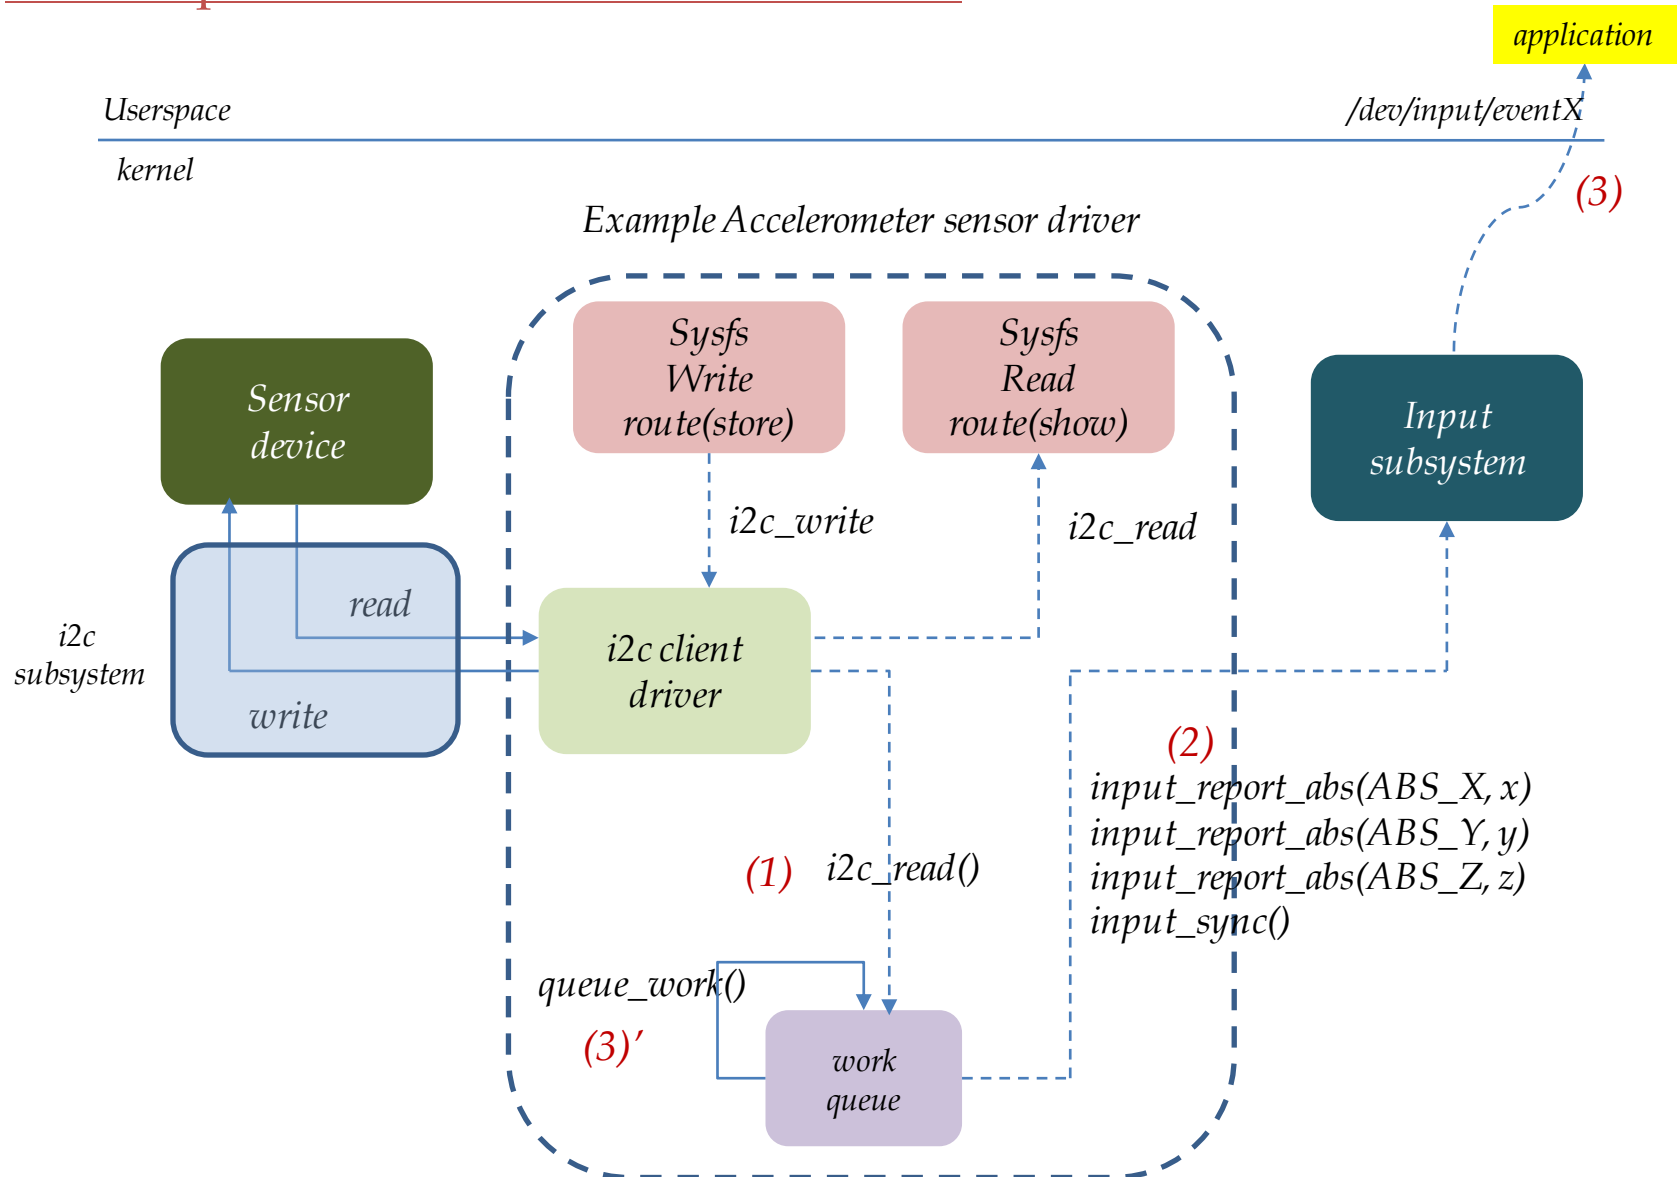 application
Userspace
/dev/input/eventX
kernel
(3)
Example Accelerometer sensor driver
Sysfs
Write
route(store)
Sysfs
Read
route(show)
Sensor
device
Input
subsystem
i2c_write
i2c_read
read
i2c
subsystem
write
i2c client
driver
(2)
input_report_abs(ABS_X, x)
input_report_abs(ABS_Y, y)
input_report_abs(ABS_Z, z)
input_sync()
(1)
i2c_read()
queue_work()
(3)'
work
queue